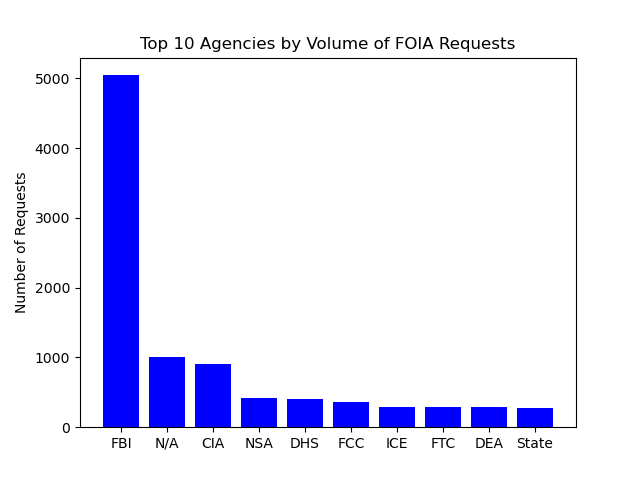 Top 10 Agencies by Volume of FOIA Requests
Number of Requests
5000
4000
3000
2000
1000
0
FBI N/A CIA NSA DHS FCC ICE FTC DEA State